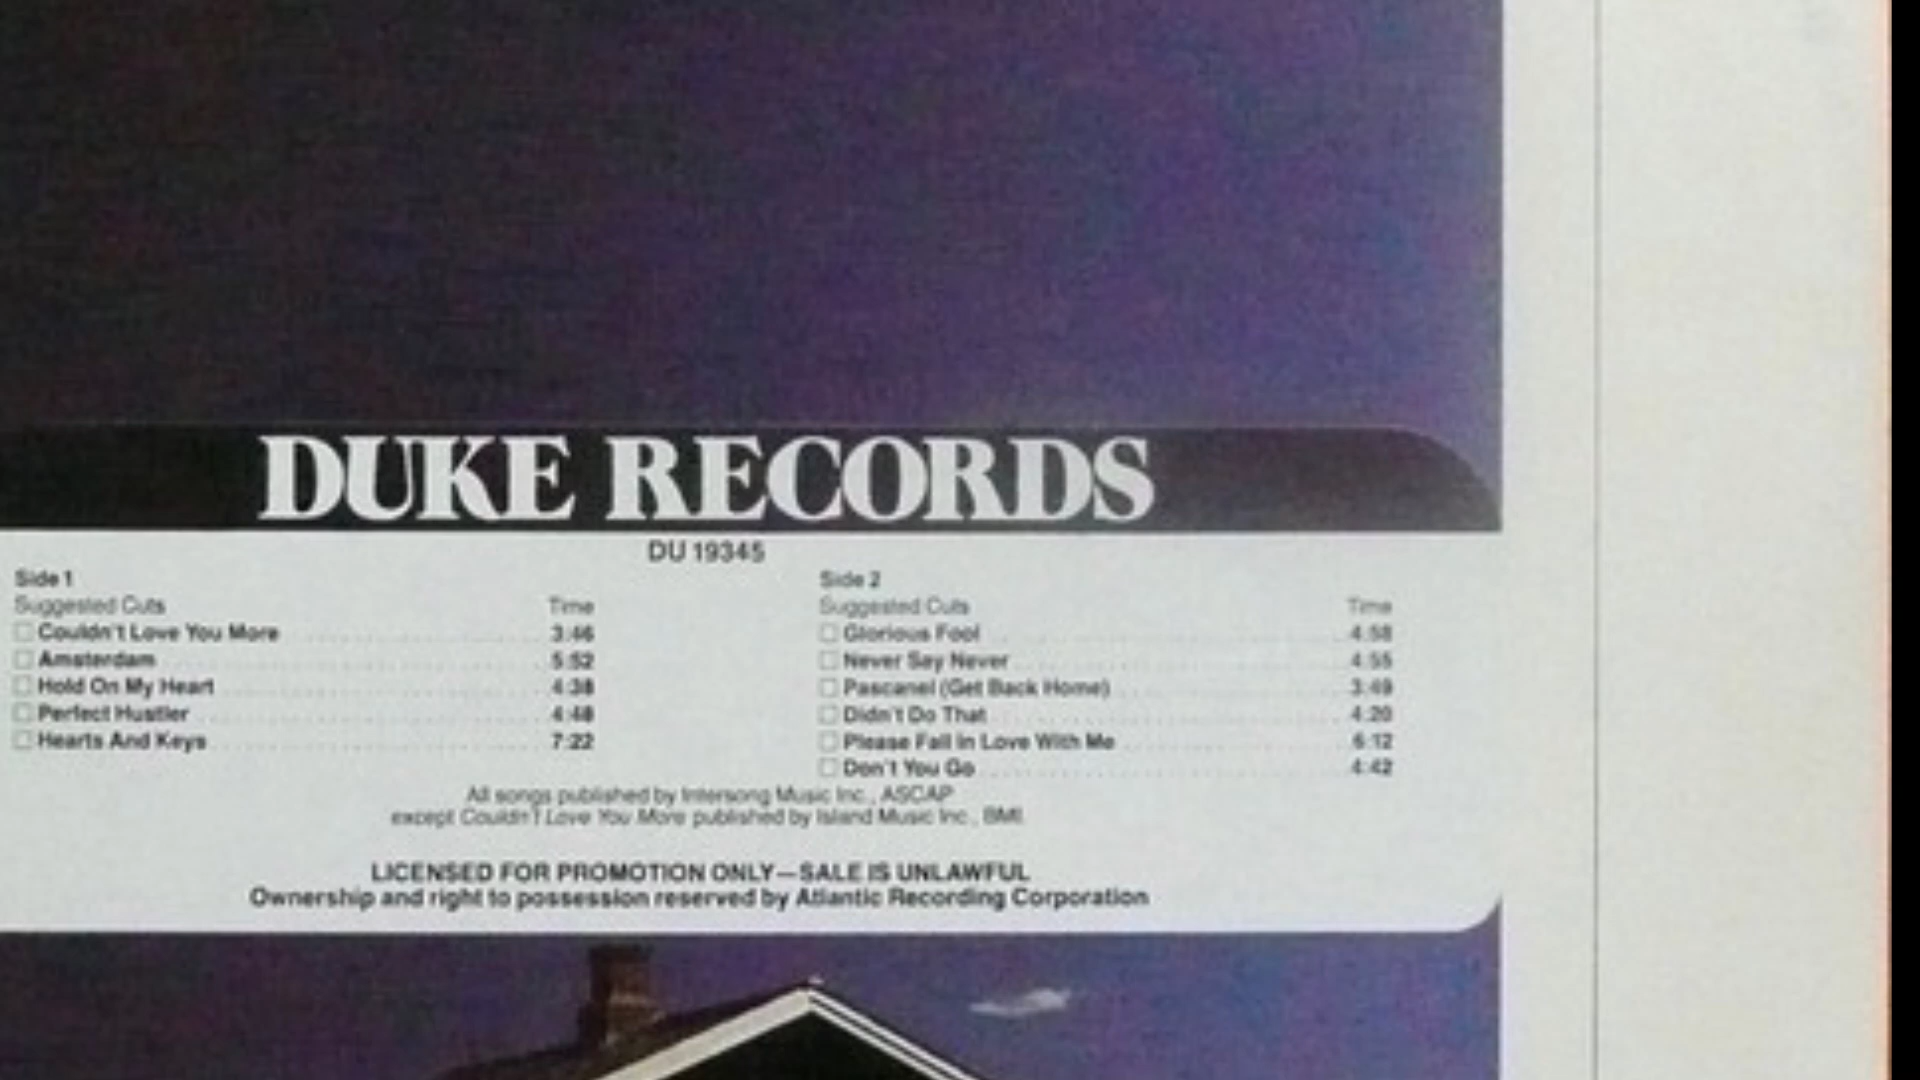 DUKE RECORDS
DU 19345
Side 1
Suggested Cuts Time
Couldn't Love You More 3:46
Amsterdam 5:52
Hold On My Heart 4:38
Perfect Hustler 4:48
Hearts And Keys 7:22
Side 2
Suggested Cuts Time
Glorious Fool 4:58
Never Say Never 4:55
Pascanel (Get Back Home) 3:49
Didn't Do That 4:20
Please Fall In Love With Me 6:12
Don't You Go 4:42
All songs published by Intersong Music Inc., ASCAP
except Couldn't Love You More published by Island Music Inc., BMI
LICENSED FOR PROMOTION ONLY—SALE IS UNLAWFUL
Ownership and right to possession reserved by Atlantic Recording Corporation